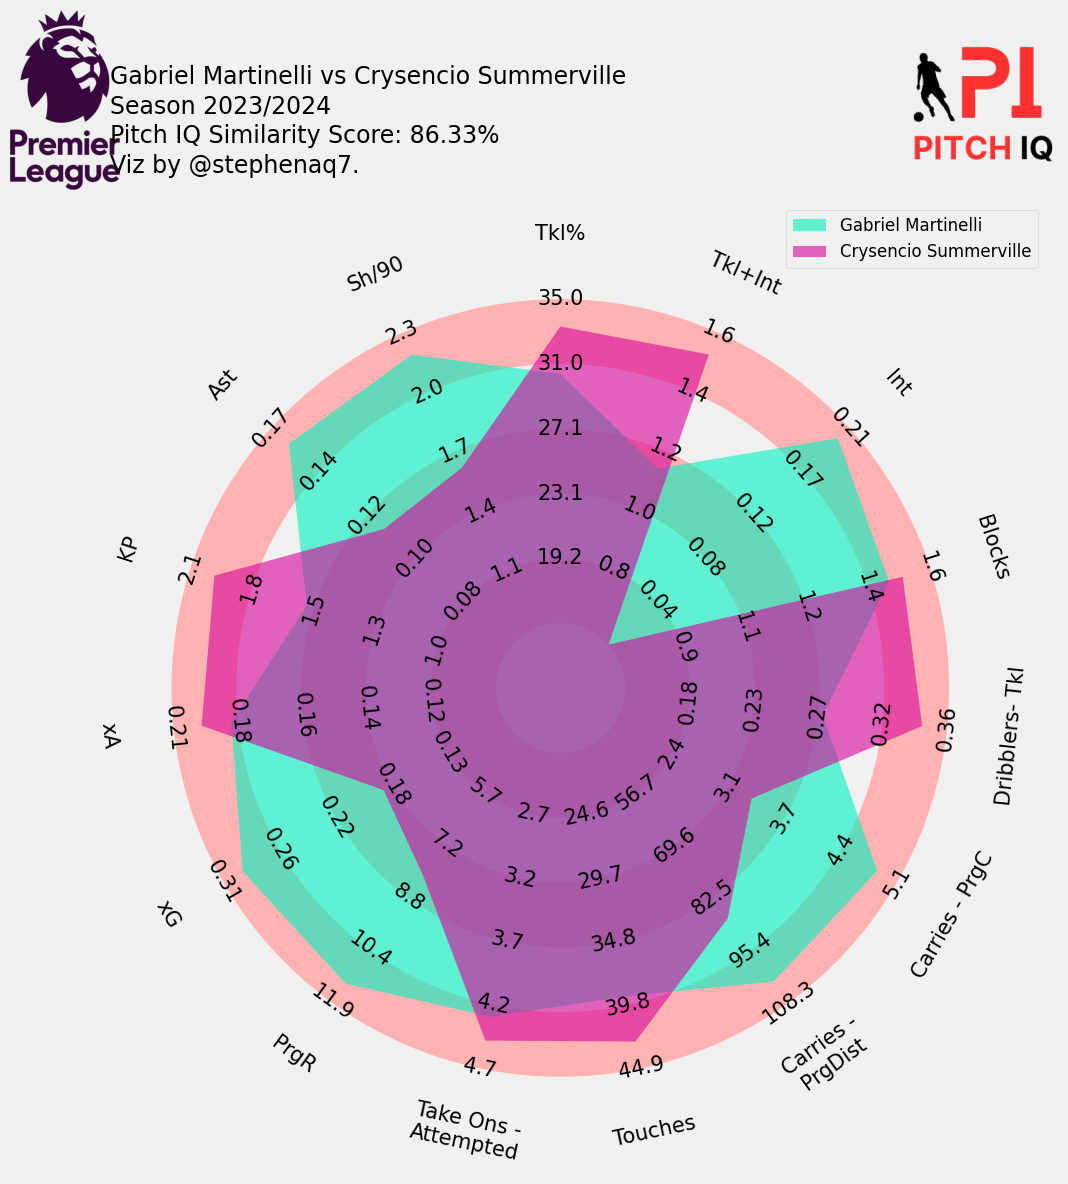 Gabriel Martinelli vs Crysencio Summerville
Season 2023/2024
Pitch IQ Similarity Score: 86.33%
Viz by @stephenaq7.
Premier
League
PI
PITCH IQ
Gabriel Martinelli
Crysencio Summerville
Tkl%
35.0
31.0
27.1
23.1
19.2
Tkl+Int
1.6
1.4
1.2
1.0
0.8
Int
0.21
0.17
0.12
0.08
0.04
Blocks
1.6
1.4
1.2
1.1
0.9
Dribblers- Tkl
0.36
0.32
0.27
0.23
0.18
Carries - PrgC
5.1
4.4
3.7
3.1
2.4
Carries -
PrgDist
108.3
95.4
82.5
69.6
56.7
Touches
44.9
39.8
34.8
29.7
24.6
Take Ons -
Attempted
4.7
4.2
3.7
3.2
2.7
PrgR
11.9
10.4
8.8
7.2
5.7
xG
0.31
0.26
0.22
0.18
0.13
xA
0.21
0.18
0.16
0.14
0.12
KP
2.1
1.8
1.5
1.3
1.0
Ast
0.17
0.14
0.12
0.10
0.08
Sh/90
2.3
2.0
1.7
1.4
1.1